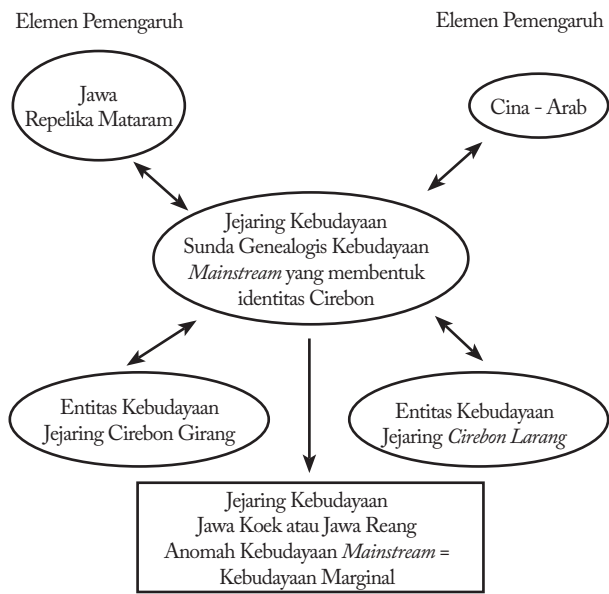 Elemen Pemengaruh
Elemen Pemengaruh
Jawa
Repelika Mataram
Cina - Arab
Jejaring Kebudayaan
Sunda Genealogis Kebudayaan
Mainstream yang membentuk
identitas Cirebon
Entitas Kebudayaan
Jejaring Cirebon Girang
Entitas Kebudayaan
Jejaring Cirebon Larang
Jejaring Kebudayaan
Jawa Koek atau Jawa Reang
Anomah Kebudayaan Mainstream =
Kebudayaan Marginal